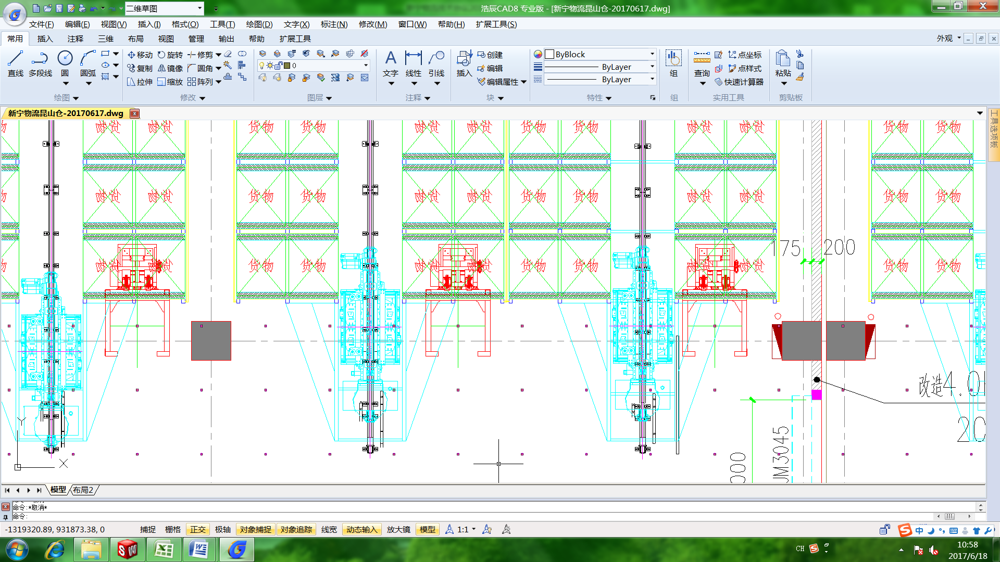 二维草图
浩辰CAD8 专业版 - [新宁物流昆山仓-20170617.dwg]
文件(F) 编辑(E) 视图(V) 插入(I) 格式(O) 工具(T) 绘图(D) 文字(X) 标注(N) 修改(M) 窗口(W) 帮助(H) 扩展工具(S)
常用 插入 注释 三维 布局 视图 管理 输出 帮助 扩展工具 外观
移动 旋转 修剪 创建 ByBlock 点坐标
直线 多段线 圆 圆弧 复制 镜像 圆角 0 文字 线性 引线 插入 编辑 ByLayer 组 查询 点样式 粘贴
拉伸 缩放 阵列 编辑属性 ByLayer 快速计算器
绘图 修改 图层 注释 块 特性 组 实用工具 剪贴板
新宁物流昆山仓-20170617.dwg
工具选项板
货物 货物 货物 货物 货物 货物 货物 货物 货物 货物 货物 货物
货物 货物 货物 货物 货物 货物 货物 货物 货物 货物 货物 货物
货物 货物 货物 货物 货物 货物 货物 货物 货物 货物 货物 货物
175 200
改造4.0
20
JM3045
000
Y
X
模型 布局2
命令:*取消*
命令:
-1319320.89, 931873.38, 0 捕捉 栅格 正交 极轴 对象捕捉 对象追踪 线宽 动态输入 放大镜 模型 1:1 中
CH
10:58
2017/6/18